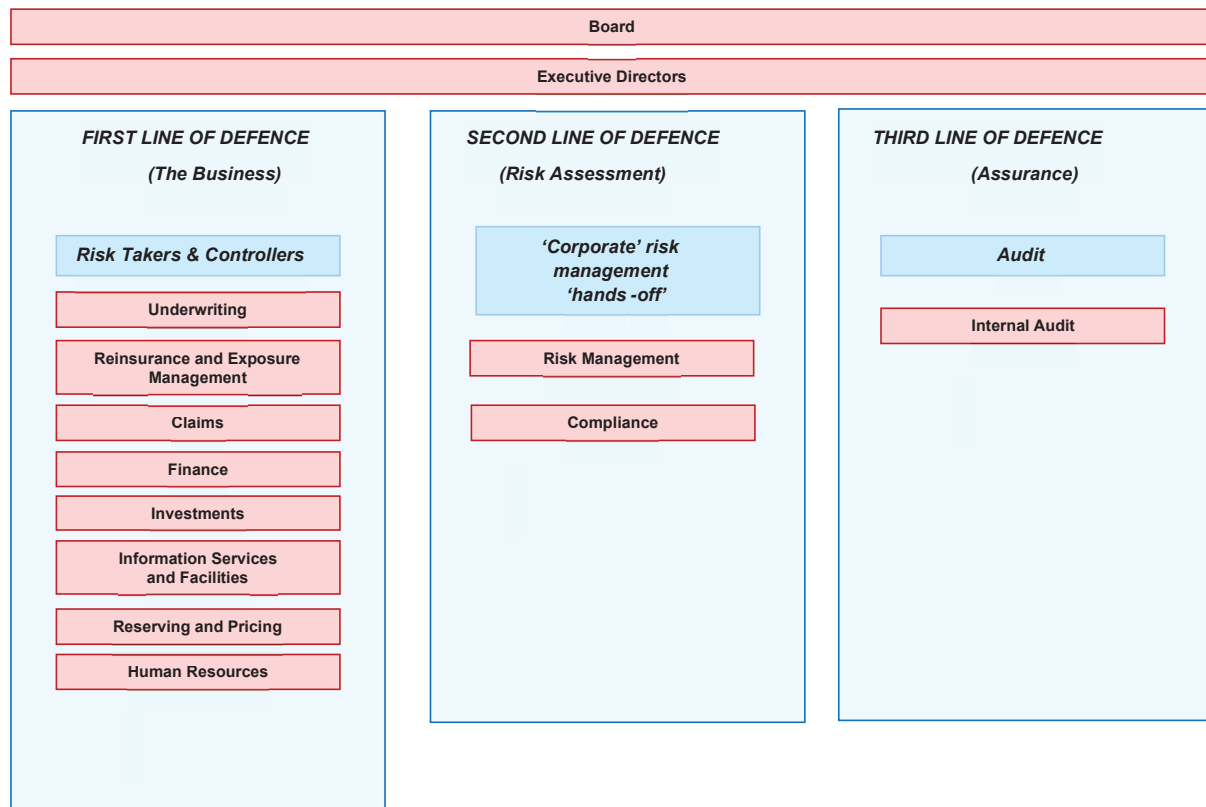 Board
Executive Directors
FIRST LINE OF DEFENCE
(The Business)
Risk Takers & Controllers
Underwriting
Reinsurance and Exposure
Management
Claims
Finance
Investments
Information Services
and Facilities
Reserving and Pricing
Human Resources
SECOND LINE OF DEFENCE
(Risk Assessment)
‘Corporate’ risk
management
‘hands -off’
Risk Management
Compliance
THIRD LINE OF DEFENCE
(Assurance)
Audit
Internal Audit